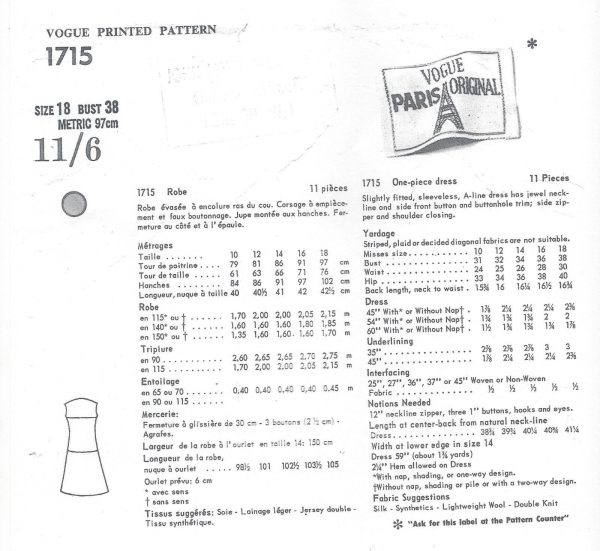 VOGUE PRINTED PATTERN
1715
SIZE 18 BUST 38
METRIC 97cm
11/6
VOGUE
PARIS ORIGINAL
*
1715 Robe 11 pièces
Robe évasée à encolure ras du cou. Corsage à emplècement et faux boutonnage. Jupe montée aux hanches. Fermeture au côté et à l'épaule.
Métrages
Taille ....... 10 12 14 16 18
Tour de poitrine .... 79 81 86 91 97 cm
Tour de taille ..... 61 63 66 71 76 cm
Hanches ........ 84 86 91 97 102 cm
Longueur, nuque à taille 40 40½ 41 42 42½ cm
Robe
en 115* ou † ....... 1,70 2,00 2,00 2,05 2,15 m
en 140* ou † ....... 1,60 1,60 1,60 1,80 1,85 m
en 150* ou † ....... 1,35 1,60 1,60 1,60 1,70 m
Triplure
en 90 ............ 2,60 2,65 2,65 2,70 2,75 m
en 115 ........... 1,70 2,00 2,00 2,05 2,15 m
Entoilage
en 65 ou 70 ....... 0,40 0,40 0,40 0,40 0,45 m
en 90 ou 115 ......
Mercerie:
Fermeture à glissière de 30 cm - 3 boutons (2½ cm) -
Agrafes.
Largeur de la robe à l'ourlet en taille 14: 150 cm
Longueur de la robe,
nuque à ourlet ..... 98½ 101 102½ 103½ 105
Ourlet prévu: 6 cm
* avec sens
† sans sens
Tissus suggérés: Soie - Lainage léger - Jersey double -
Tissu synthétique.
1715 One-piece dress 11 Pieces
Slightly fitted, sleeveless, A-line dress has jewel neckline and side front button and buttonhole trim; side zipper and shoulder closing.
Yardage
Striped, plaid or decided diagonal fabrics are not suitable.
Misses size.......... 10 12 14 16 18
Bust ............... 31 32 34 36 38
Waist............... 24 25 26 28 30
Hip ................ 33 34 36 38 40
Back length, neck to waist . 15¾ 16 16¼ 16½ 16¾
Dress
45" With* or Without Nap† . 1⅞ 2¼ 2¼ 2¼ 2⅜
54" With* or Without Nap† . 1¾ 1¾ 1¾ 2 2
60" With* or Without Nap† . 1½ 1¾ 1¾ 1¾ 1⅞
Underlining
35" ................ 2⅞ 2⅞ 2⅞ 3 3
45" ................ 1⅞ 2¼ 2¼ 2¼ 2⅜
Interfacing
25", 27", 36", 37" or 45" Woven or Non-Woven
Fabric .............. ½ ½ ½ ½ ½
Notions Needed
12" neckline zipper, three 1" buttons, hooks and eyes.
Length at center-back from natural neck-line
Dress............... 38¾ 39¾ 40¼ 40¾ 41¼
Width at lower edge in size 14
Dress 59" (about 1⅝ yards)
2¼" Hem allowed on Dress
*With nap, shading, or one-way design.
†Without nap, shading or pile or with a two-way design.
Fabric Suggestions
Silk - Synthetics - Lightweight Wool - Double Knit
* "Ask for this label at the Pattern Counter"